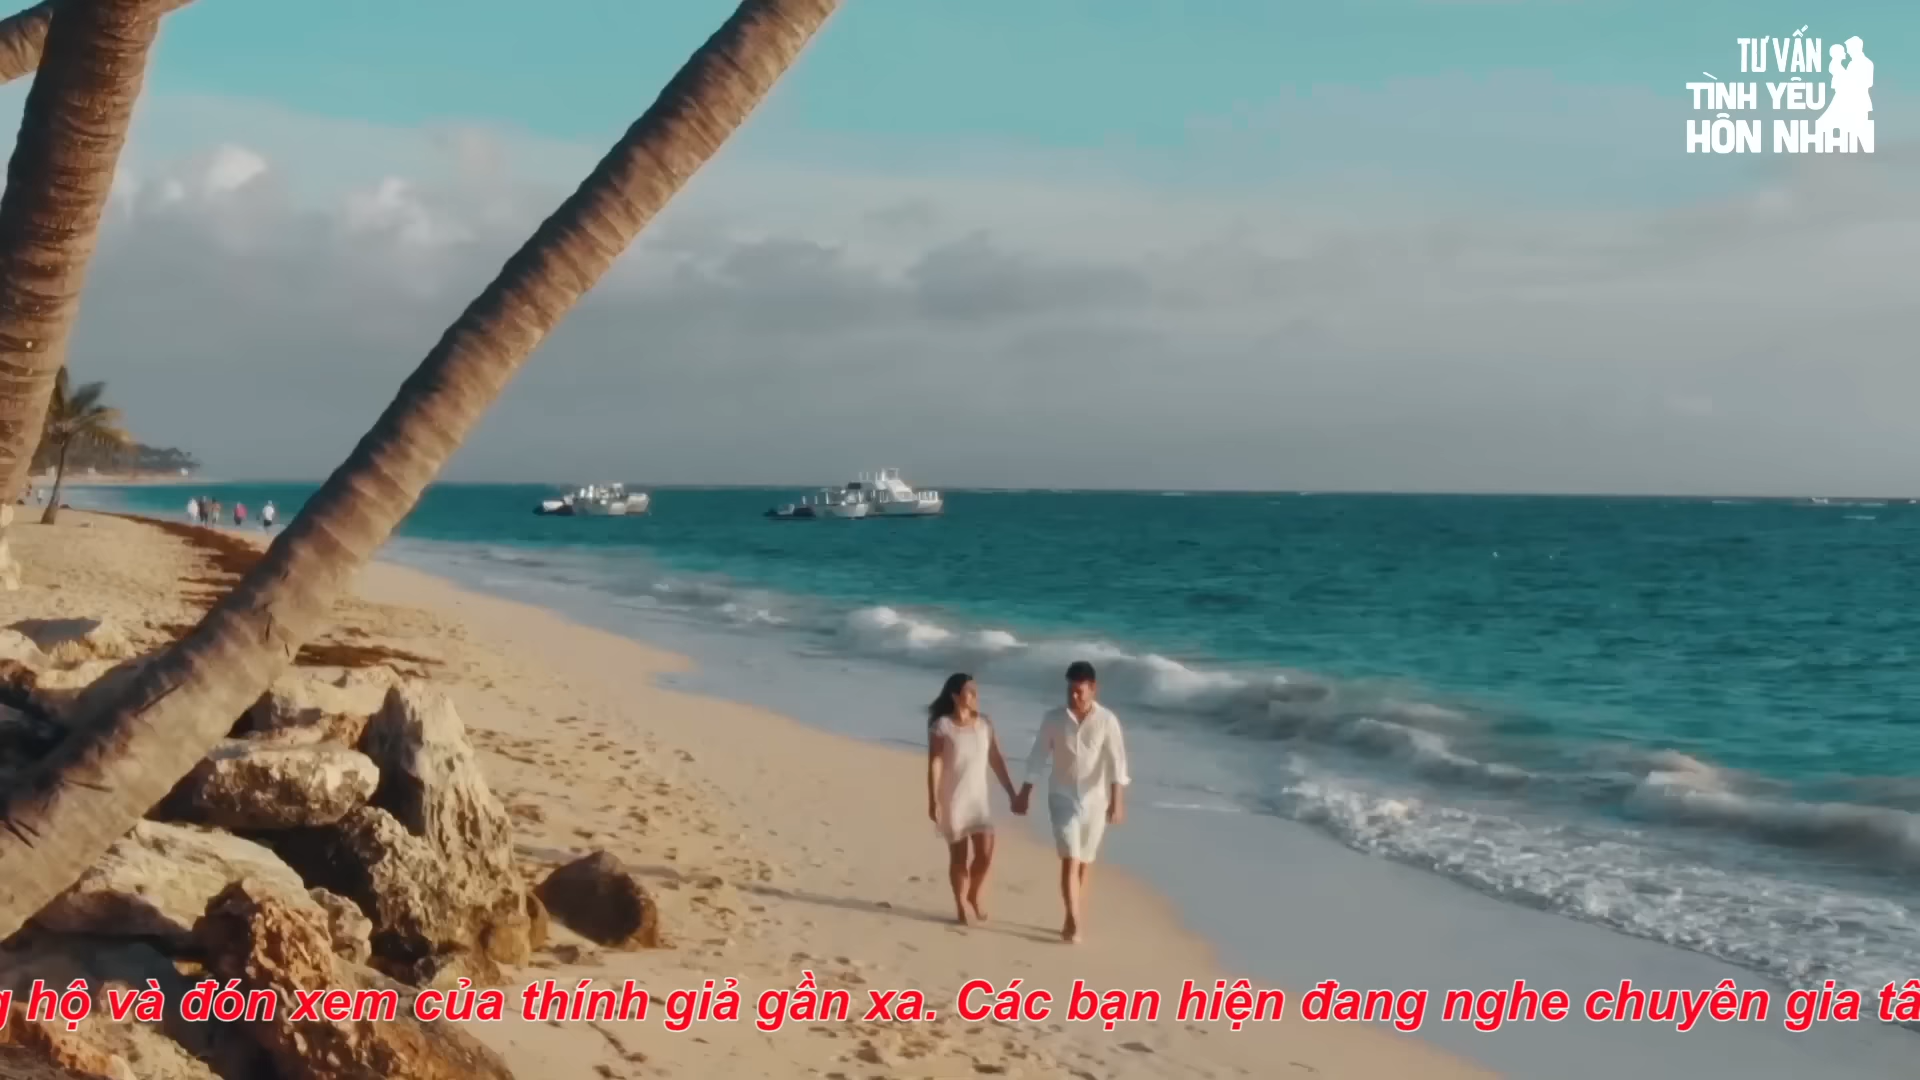 TƯ VẤN
TÌNH YÊU
HÔN NHÂN
hộ và đón xem của thính giả gần xa. Các bạn hiện đang nghe chuyên gia